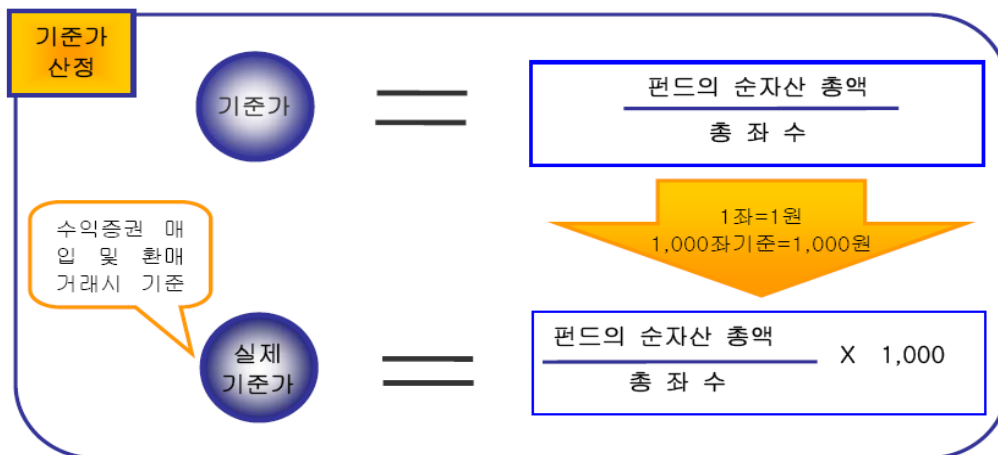 기준가
산정
기준가
펀드의 순자산 총액
총 좌 수
1좌=1원
1,000좌기준=1,000원
수익증권 매
입 및 환매
거래시 기준
실제
기준가
펀드의 순자산 총액
총 좌 수
X 1,000